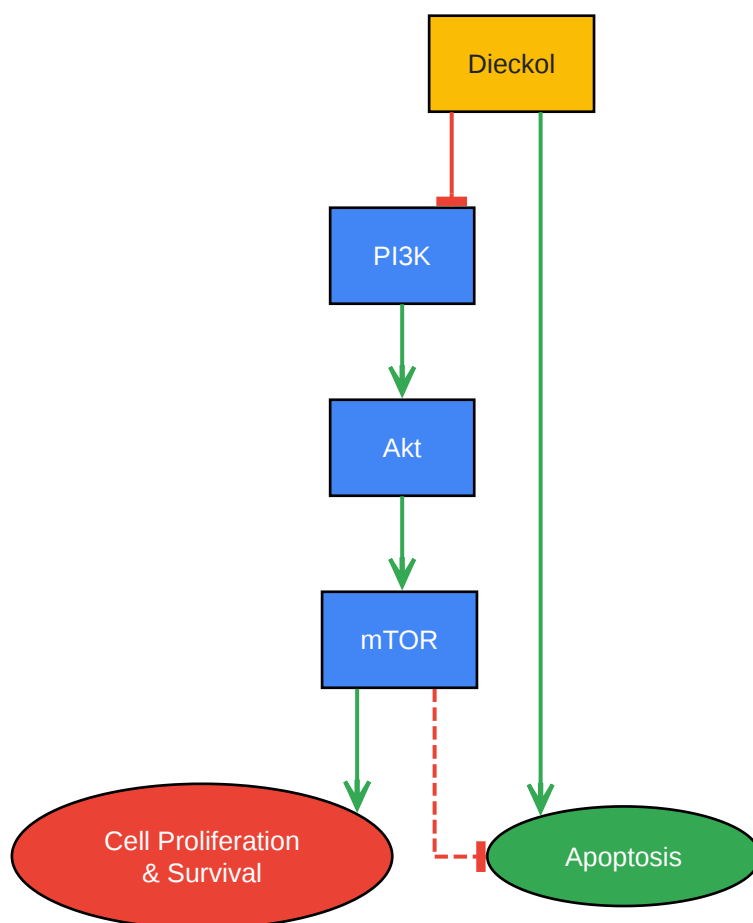 Dieckol
PI3K
Akt
mTOR
Cell Proliferation
& Survival
Apoptosis